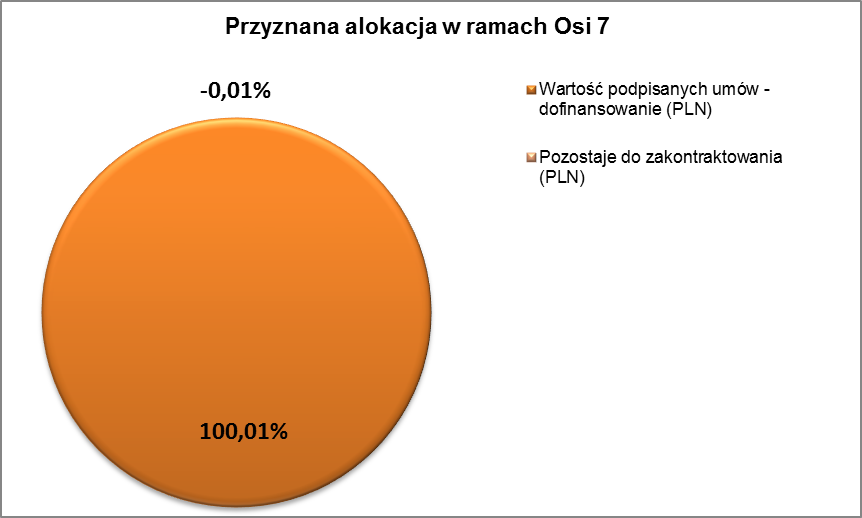 Przyznana alokacja w ramach Osi 7
-0,01%
Wartość podpisanych umów -
dofinansowanie (PLN)
Pozostaje do zakontraktowania
(PLN)
100,01%